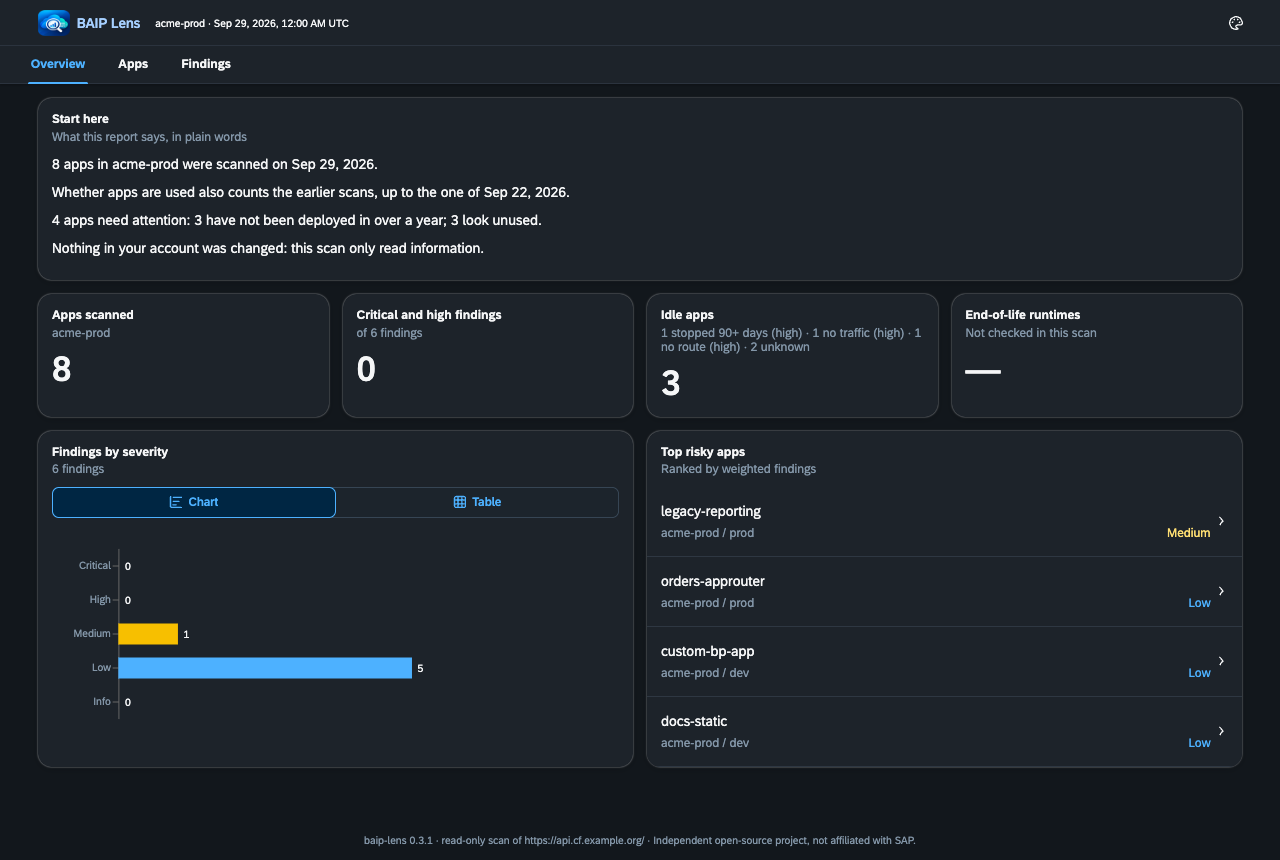 BAIP Lens
acme-prod · Sep 29, 2026, 12:00 AM UTC
Overview
Apps
Findings
Start here
What this report says, in plain words
8 apps in acme-prod were scanned on Sep 29, 2026.
Whether apps are used also counts the earlier scans, up to the one of Sep 22, 2026.
4 apps need attention: 3 have not been deployed in over a year; 3 look unused.
Nothing in your account was changed: this scan only read information.
Apps scanned
acme-prod
8
Critical and high findings
of 6 findings
0
Idle apps
1 stopped 90+ days (high) · 1 no traffic (high) · 1
no route (high) · 2 unknown
3
End-of-life runtimes
Not checked in this scan
—
Findings by severity
6 findings
Chart
Table
Critical 0
High 0
Medium 1
Low 5
Info 0
Top risky apps
Ranked by weighted findings
legacy-reporting
acme-prod / prod
Medium
orders-approuter
acme-prod / prod
Low
custom-bp-app
acme-prod / dev
Low
docs-static
acme-prod / dev
Low
baip-lens 0.3.1 · read-only scan of https://api.cf.example.org/ · Independent open-source project, not affiliated with SAP.